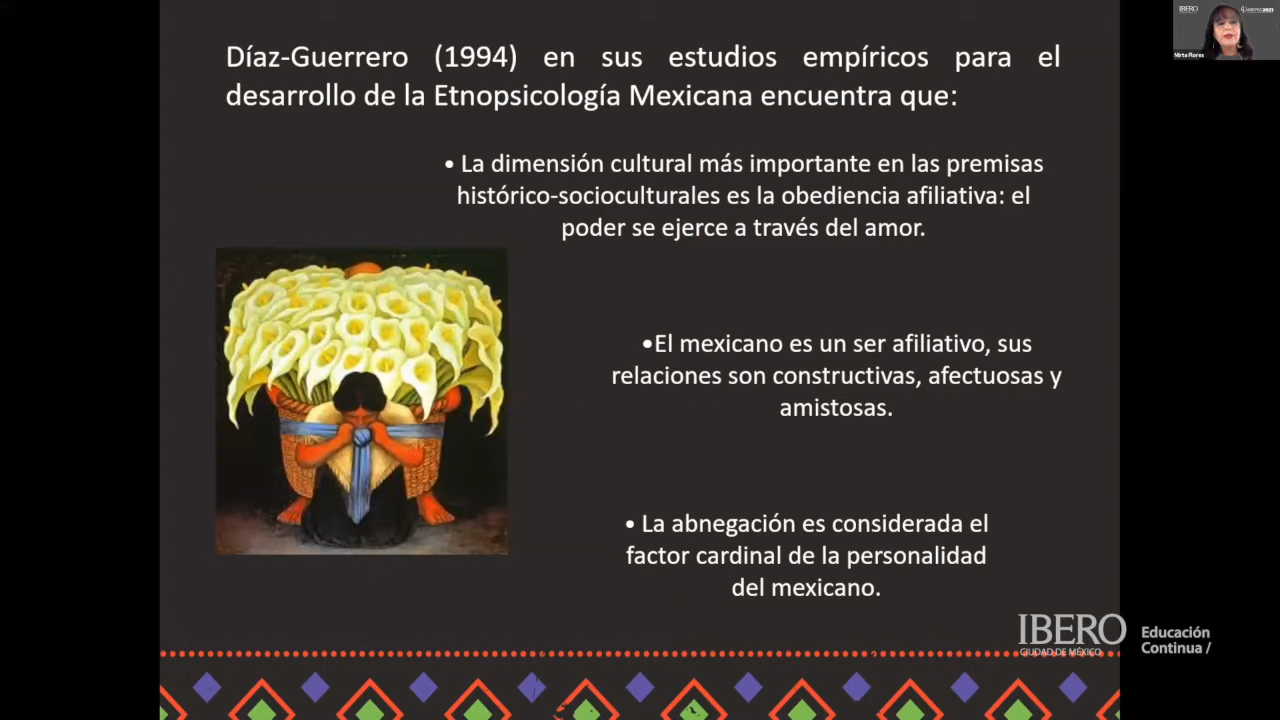 Díaz-Guerrero (1994) en sus estudios empíricos para el
desarrollo de la Etnopsicología Mexicana encuentra que:
• La dimensión cultural más importante en las premisas
histórico-socioculturales es la obediencia afiliativa: el
poder se ejerce a través del amor.
•El mexicano es un ser afiliativo, sus
relaciones son constructivas, afectuosas y
amistosas.
• La abnegación es considerada el
factor cardinal de la personalidad
del mexicano.
IBERO
CIUDAD DE MÉXICO
Educación
Continua /
IBERO
Mirta Flores